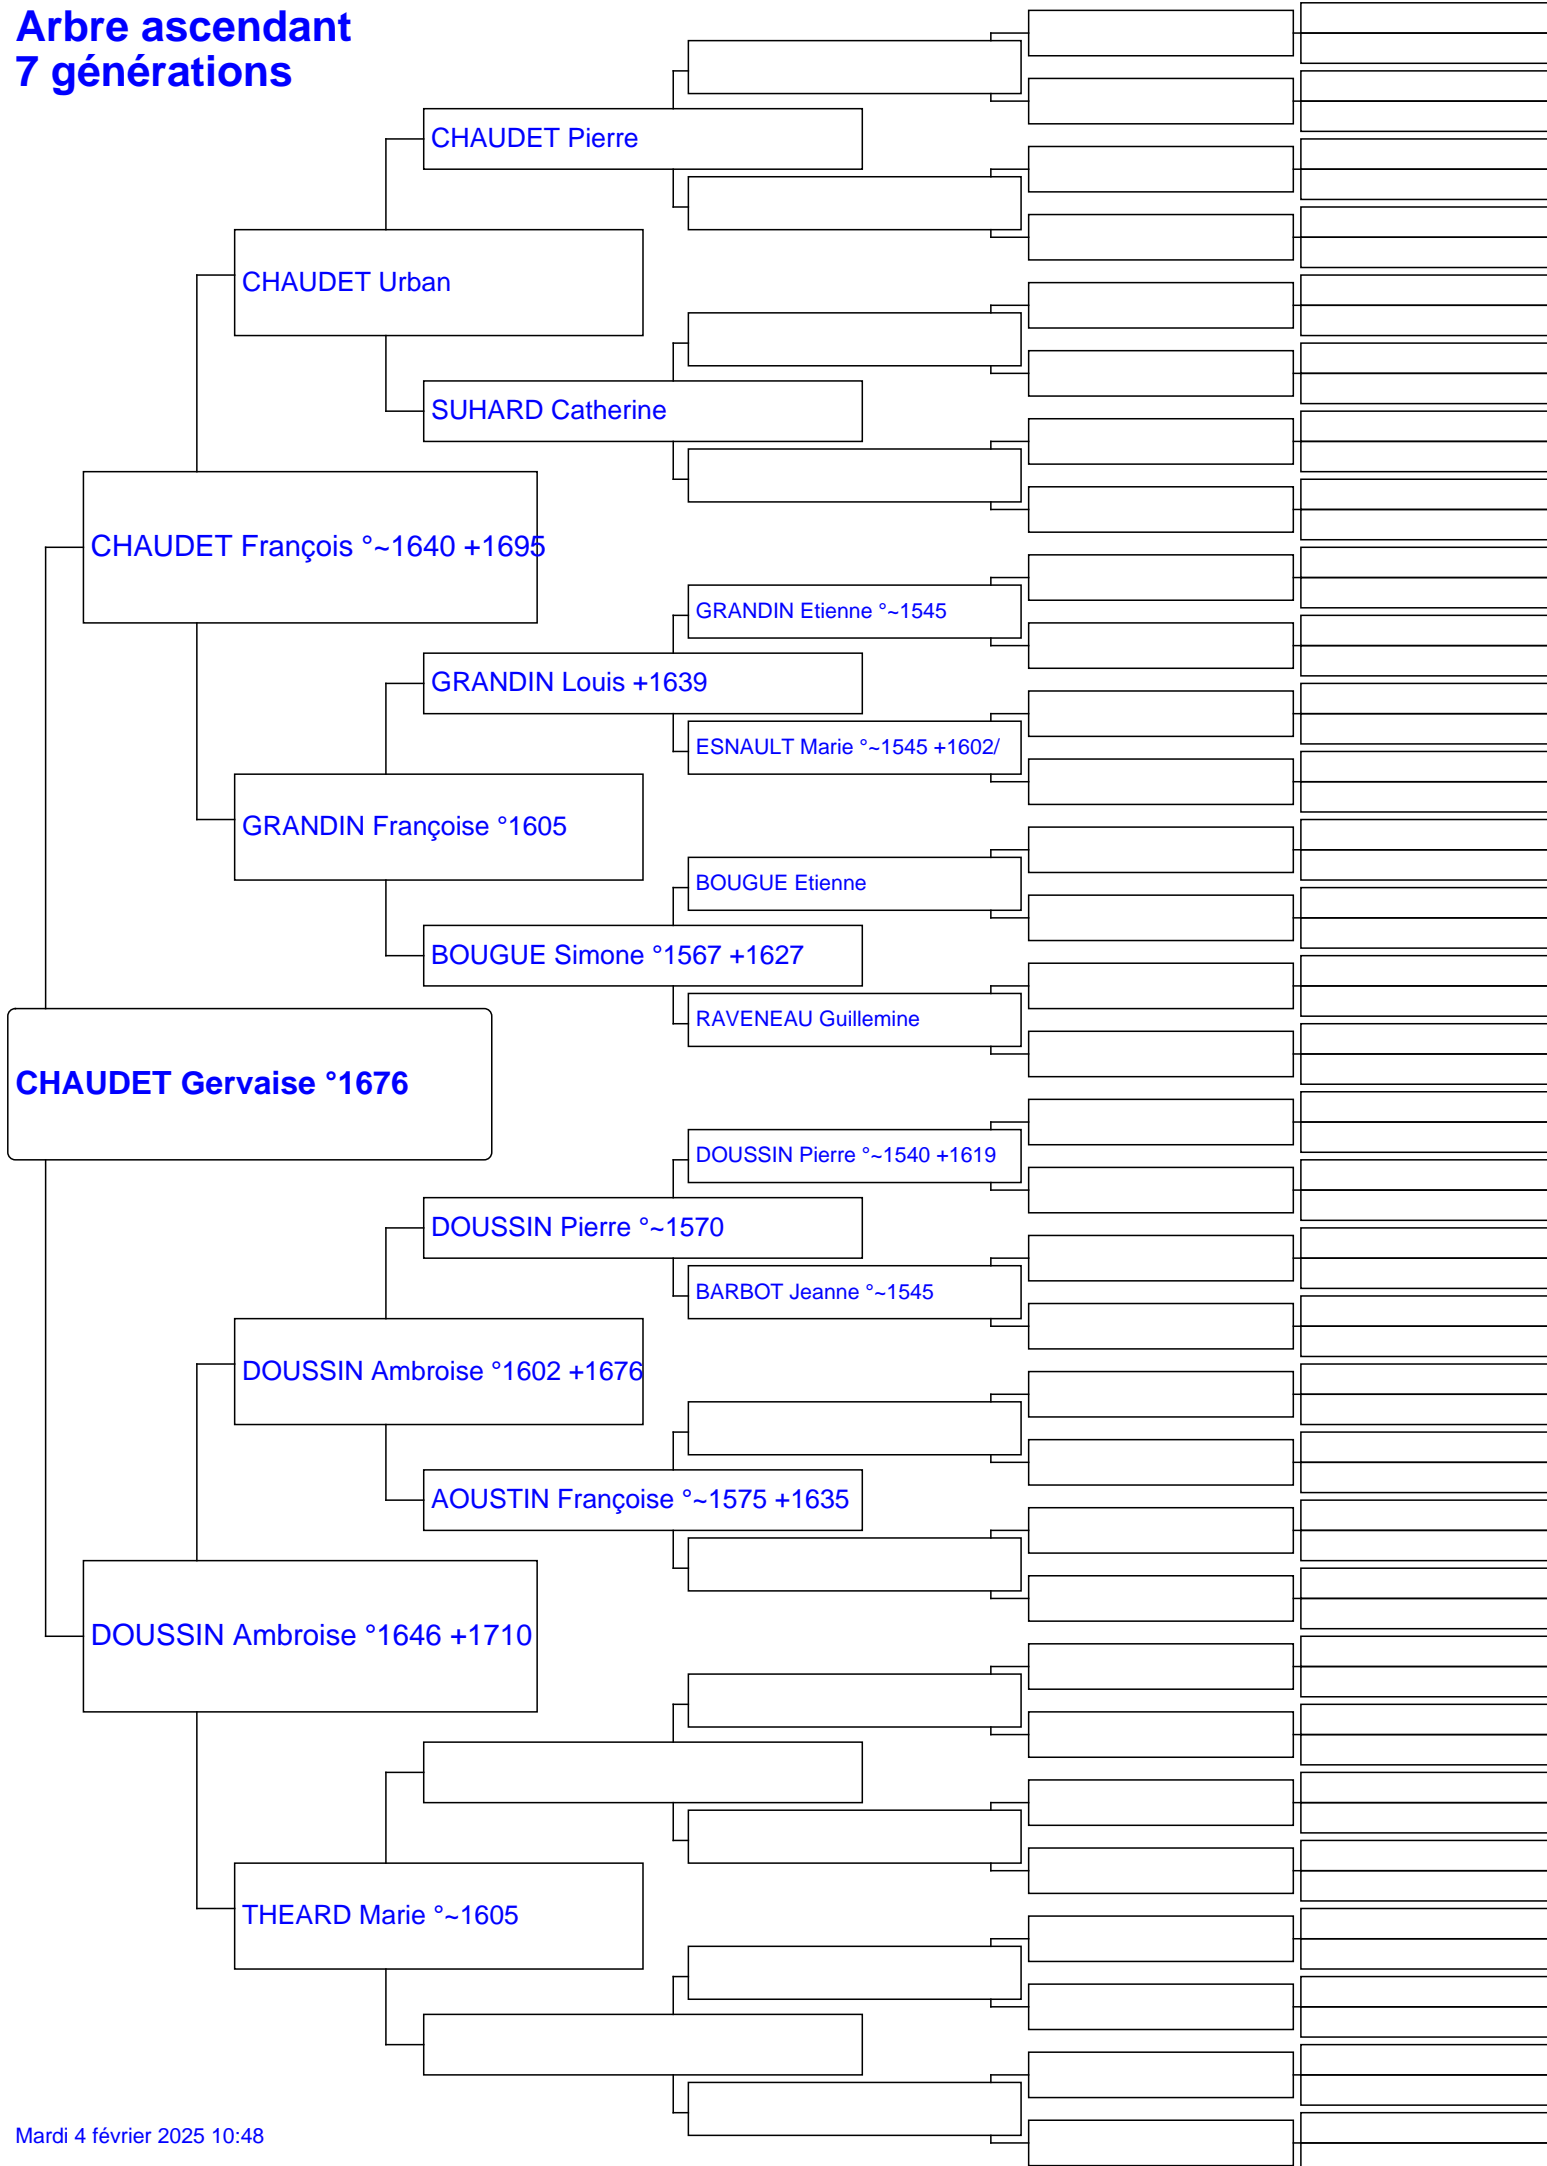 Arbre ascendant
7 générations
CHAUDET Pierre
CHAUDET Urban
SUHARD Catherine
CHAUDET François °~1640 +1695
GRANDIN Etienne °~1545
GRANDIN Louis +1639
ESNAULT Marie °~1545 +1602/
GRANDIN Françoise °1605
BOUGUE Etienne
BOUGUE Simone °1567 +1627
RAVENEAU Guillemine
CHAUDET Gervaise °1676
DOUSSIN Pierre °~1540 +1619
DOUSSIN Pierre °~1570
BARBOT Jeanne °~1545
DOUSSIN Ambroise °1602 +1676
AOUSTIN Françoise °~1575 +1635
DOUSSIN Ambroise °1646 +1710
THEARD Marie °~1605
Mardi 4 février 2025 10:48